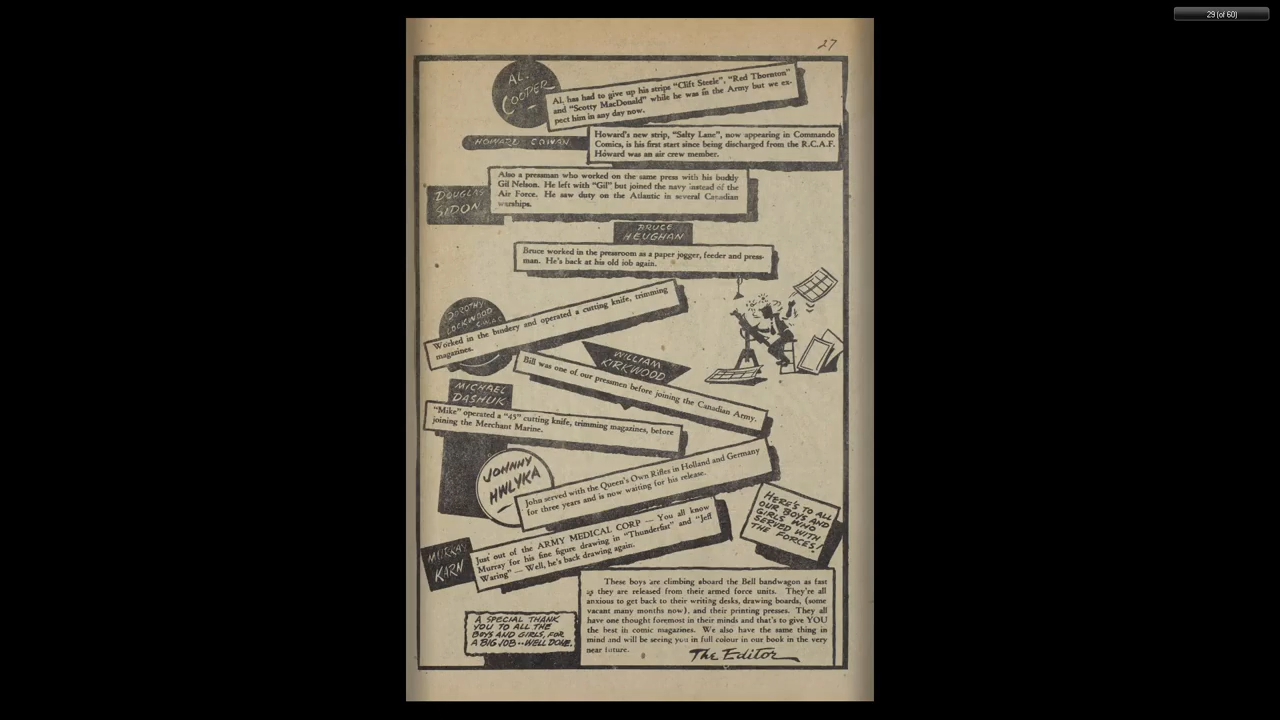 29 (of 60)
27
AL.
COOPER
Al. has had to give up his strips "Clift Steele", "Red Thornton"
and "Scotty MacDonald" while he was in the Army but we ex-
pect him in any day now.
HOWARD COWAN
Howard's new strip, "Salty Lane", now appearing in Commando
Comics, is his first start since being discharged from the R.C.A.F.
Howard was an air crew member.
DOUGLAS
SIDON
Also a pressman who worked on the same press with his buddy
Gil Nelson. He left with "Gil" but joined the navy instead of the
Air Force. He saw duty on the Atlantic in several Canadian
warships.
BRUCE
HEUGHAN
Bruce worked in the pressroom as a paper jogger, feeder and press-
man. He's back at his old job again.
DOROTHY
LOCKWOOD
Worked in the bindery and operated a cutting knife, trimming
magazines.
WILLIAM
KIRKWOOD
Bill was one of our pressmen before joining the Canadian Army.
MICHAEL
DASHUK
"Mike" operated a "45" cutting knife, trimming magazines, before
joining the Merchant Marine.
JOHNNY
HWLYKA
John served with the Queen's Own Rifles in Holland and Germany
for three years and is now waiting for his release.
MURRAY
KARN
Just out of the ARMY MEDICAL CORP — You all know
Murray for his fine figure drawing in "Thunderfist" and "Jeff
Waring" — Well, he's back drawing again.
HERE'S TO ALL
OUR BOYS AND
GIRLS WHO
SERVED WITH
THE FORCES!
These boys are climbing aboard the Bell bandwagon as fast
as they are released from their armed force units. They're all
anxious to get back to their writing desks, drawing boards, (some
vacant many months now), and their printing presses. They all
have one thought foremost in their minds and that's to give YOU
the best in comic magazines. We also have the same thing in
mind and will be seeing you in full colour in our book in the very
near future.
The Editor
A SPECIAL THANK
YOU TO ALL THE
BOYS AND GIRLS, FOR
A BIG JOB--WELL DONE.